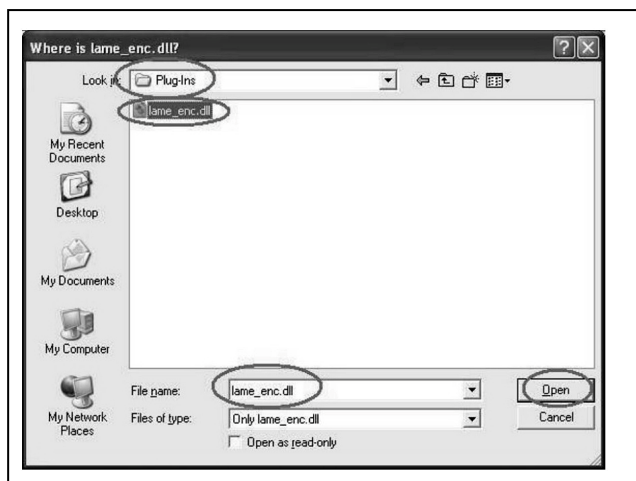 Where is lame_enc.dll?
Look in: Plug-Ins
lame_enc.dll
My Recent
Documents
Desktop
My Documents
My Computer
My Network
Places
File name: lame_enc.dll Open
Files of type: Only lame_enc.dll Cancel
Open as read-only